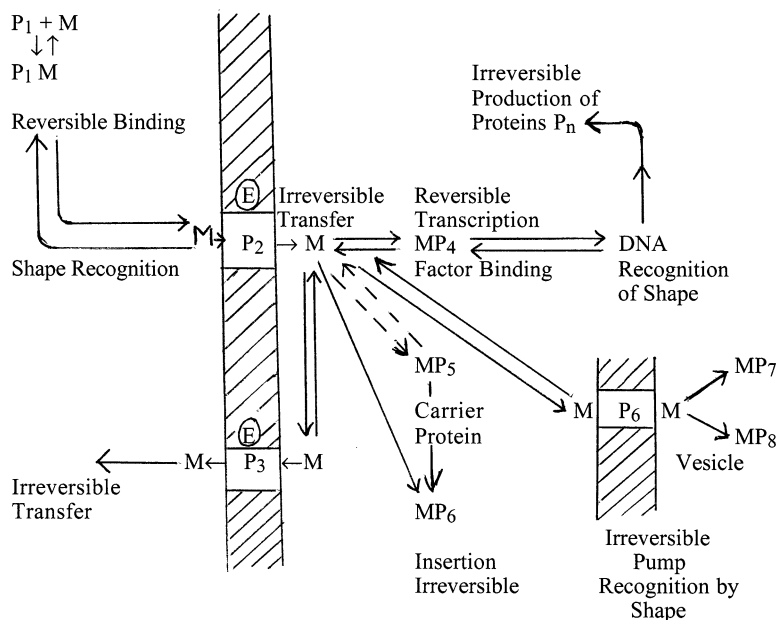 P₁ + M
↓↑
P₁ M
Reversible Binding
Irreversible
Production of
Proteins Pₙ
E
Irreversible
Transfer
Reversible
Transcription
M
P₂
M
MP₄
DNA
Shape Recognition
Factor Binding
Recognition
of Shape
MP₅
Carrier
Protein
MP₇
M
P₆
M
MP₈
Vesicle
E
M
P₃
M
Irreversible
Transfer
MP₆
Insertion
Irreversible
Irreversible
Pump
Recognition by
Shape